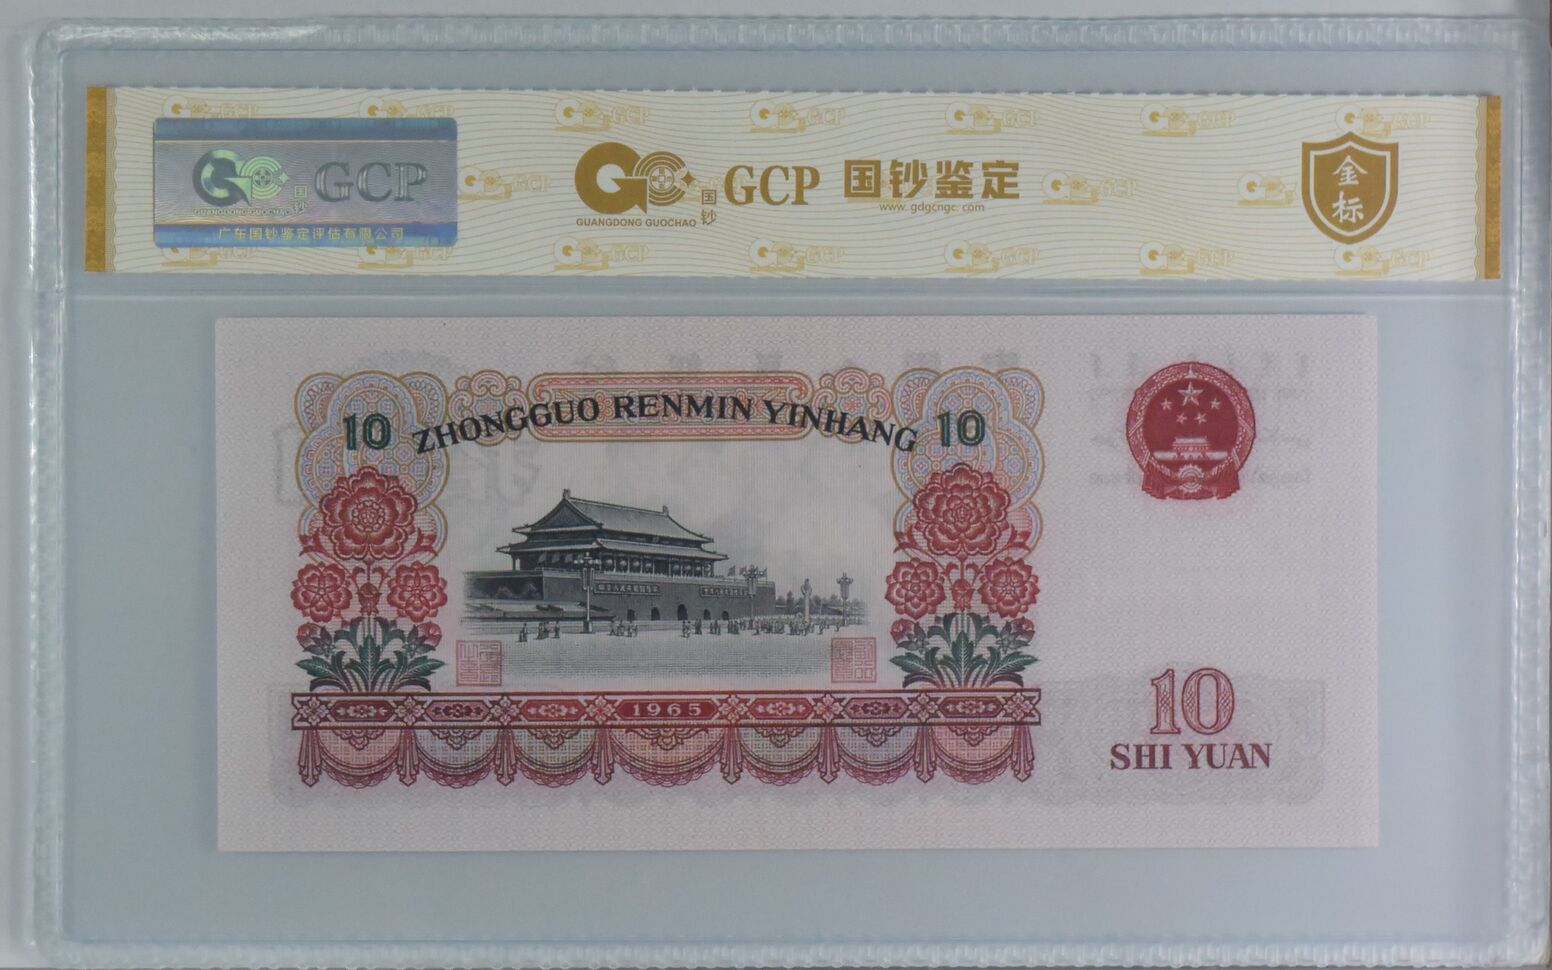 GCP
国钞
GUANGDONG GUOCHAO
广东国钞鉴定评估有限公司
国钞
GUANGDONG GUOCHAO
GCP 国钞鉴定
www.gdgcngc.com
金标
10 ZHONGGUO RENMIN YINHANG 10
1965
10
SHI YUAN